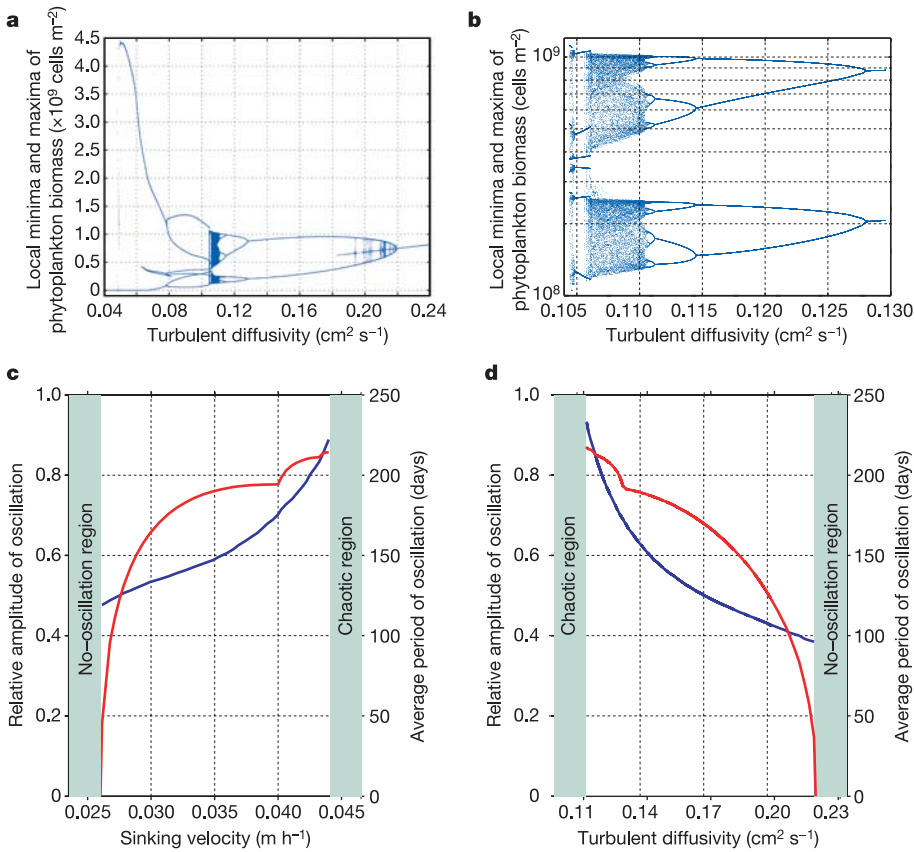 a
Local minima and maxima of
phytoplankton biomass (×10⁹ cells m⁻²)
4.5
4.0
3.5
3.0
2.5
2.0
1.5
1.0
0.5
0
0.04 0.08 0.12 0.16 0.20 0.24
Turbulent diffusivity (cm² s⁻¹)
b
Local minima and maxima of
pytoplankton biomass (cells m⁻²)
10⁹
10⁸
0.105 0.110 0.115 0.120 0.125 0.130
Turbulent diffusivity (cm² s⁻¹)
c
Relative amplitude of oscillation
1.0
0.8
0.6
0.4
0.2
0
No-oscillation region
Chaotic region
250
200
150
100
50
0
Average period of oscillation (days)
0.025 0.030 0.035 0.040 0.045
Sinking velocity (m h⁻¹)
d
Relative amplitude of oscillation
1.0
0.8
0.6
0.4
0.2
0
Chaotic region
No-oscillation region
250
200
150
100
50
0
Average period of oscillation (days)
0.11 0.14 0.17 0.20 0.23
Turbulent diffusivity (cm² s⁻¹)